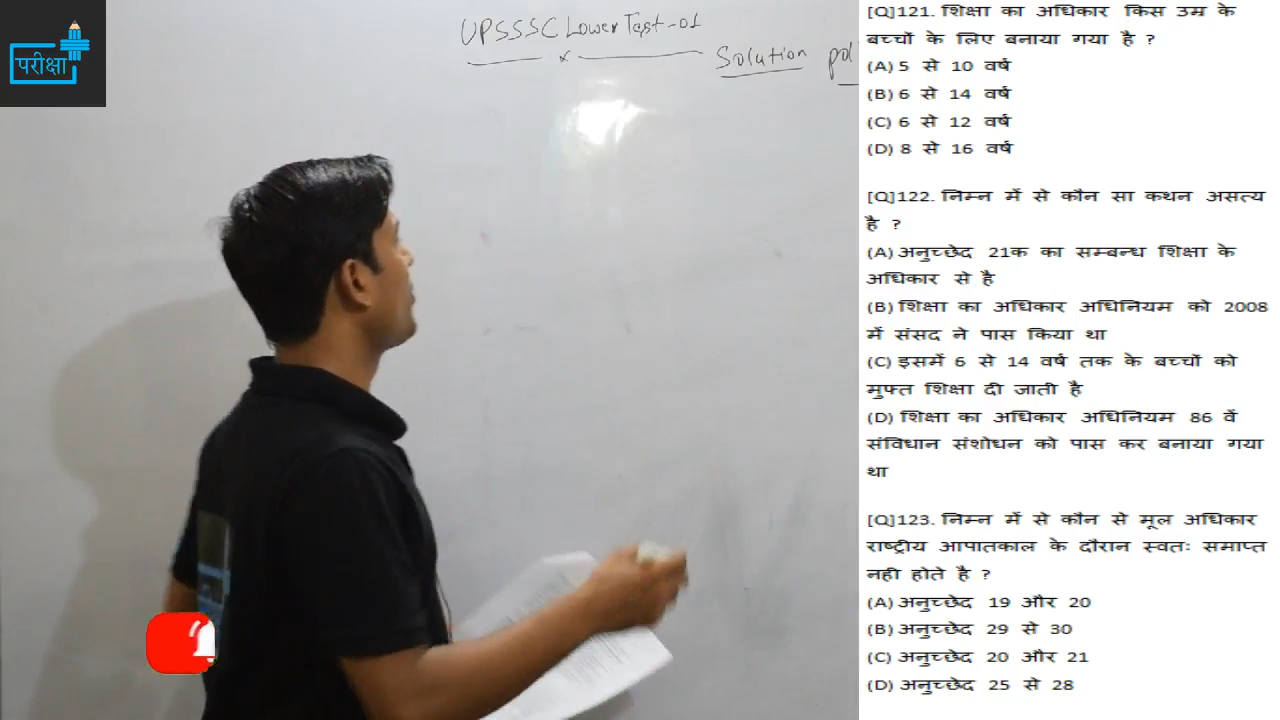 परीक्षा
UPSSSC Lower Test-01
Solution pol
[Q]121. शिक्षा का अधिकार किस उम्र के
बच्चों के लिए बनाया गया है ?
(A) 5 से 10 वर्ष
(B) 6 से 14 वर्ष
(C) 6 से 12 वर्ष
(D) 8 से 16 वर्ष
[Q]122. निम्न में से कौन सा कथन असत्य
है ?
(A) अनुच्छेद 21क का सम्बन्ध शिक्षा के
अधिकार से है
(B) शिक्षा का अधिकार अधिनियम को 2008
में संसद ने पास किया था
(C) इसमें 6 से 14 वर्ष तक के बच्चों को
मुफ्त शिक्षा दी जाती है
(D) शिक्षा का अधिकार अधिनियम 86 वें
संविधान संशोधन को पास कर बनाया गया
था
[Q]123. निम्न में से कौन से मूल अधिकार
राष्ट्रीय आपातकाल के दौरान स्वतः समाप्त
नही होते है ?
(A) अनुच्छेद 19 और 20
(B) अनुच्छेद 29 से 30
(C) अनुच्छेद 20 और 21
(D) अनुच्छेद 25 से 28